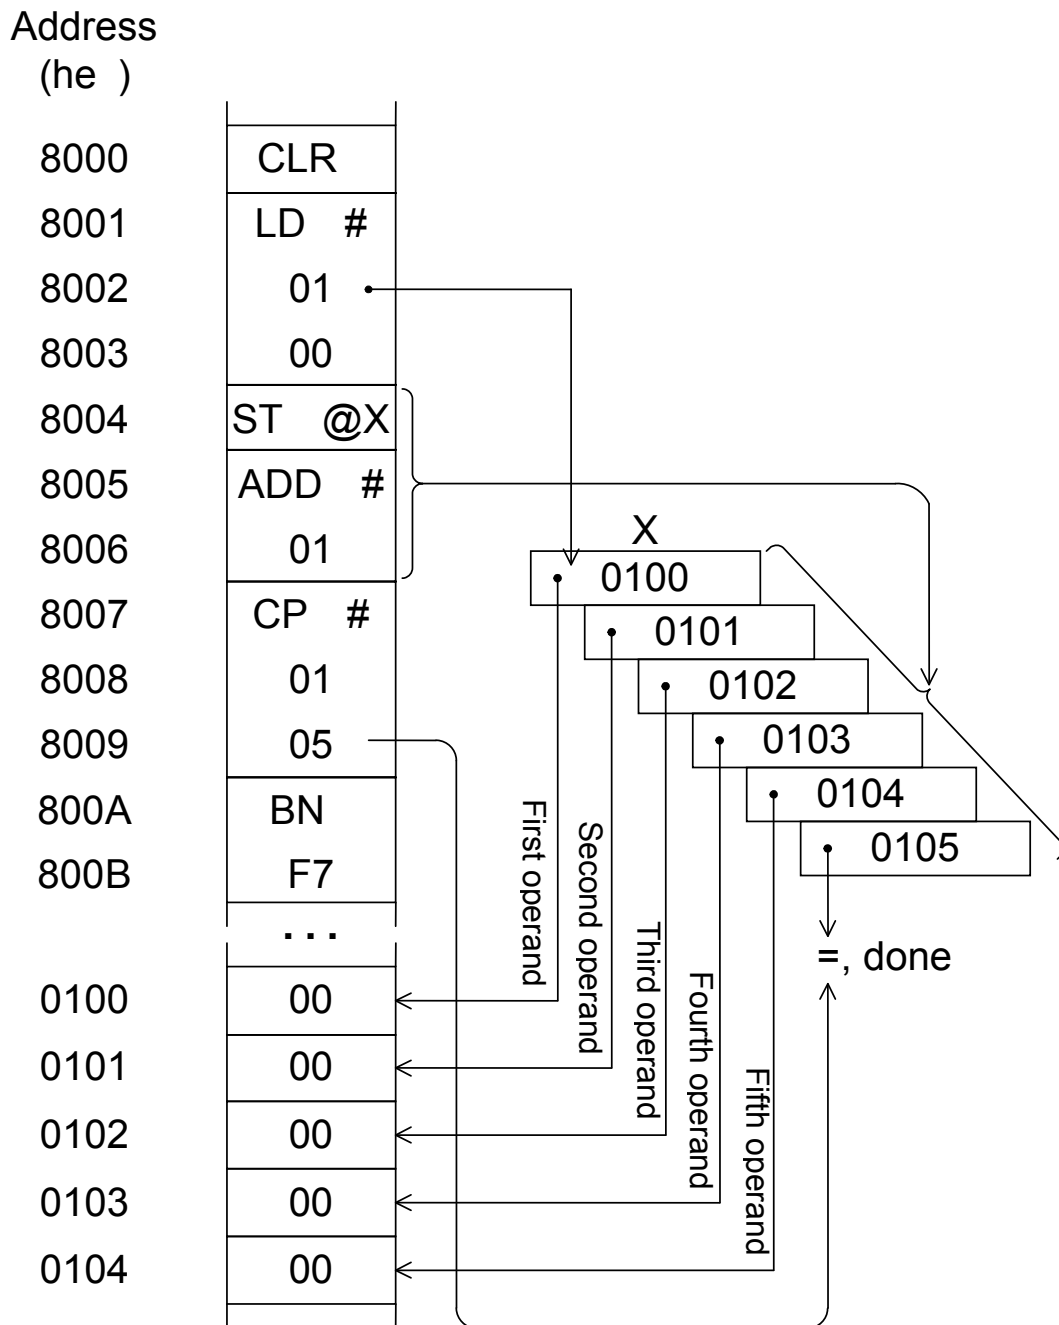 Address
(he )
8000 CLR
8001 LD #
8002 01
8003 00
8004 ST @X
8005 ADD #
8006 01
8007 CP #
8008 01
8009 05
800A BN
800B F7
...
0100 00
0101 00
0102 00
0103 00
0104 00
X
0100
0101
0102
0103
0104
0105
=, done
First operand
Second operand
Third operand
Fourth operand
Fifth operand